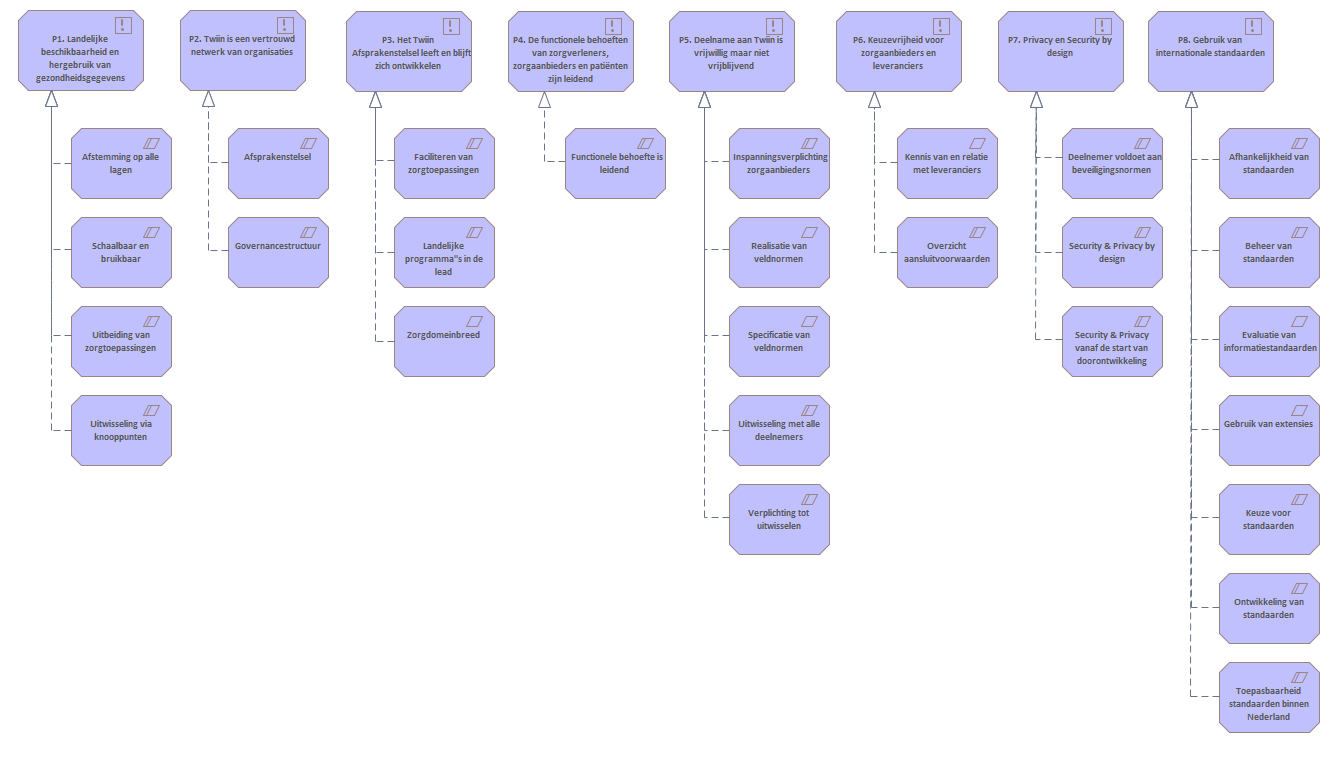 P1. Landelijke
beschikbaarheid en
hergebruik van
gezondheidsgegevens
Afstemming op alle
lagen
Schaalbaar en
bruikbaar
Uitbeiding van
zorgtoepassingen
Uitwisseling via
knooppunten
P2. Twiin is een vertrouwd
netwerk van organisaties
Afsprakenstelsel
Governancestructuur
P3. Het Twiin
Afsprakenstelsel leeft en blijft
zich ontwikkelen
Faciliteren van
zorgtoepassingen
Landelijke
programma"s in de
lead
Zorgdomeinbreed
P4. De functionele behoeften
van zorgverleners,
zorgaanbieders en patiënten
zijn leidend
Functionele behoefte is
leidend
P5. Deelname aan Twiin is
vrijwillig maar niet
vrijblijvend
Inspanningsverplichting
zorgaanbieders
Realisatie van
veldnormen
Specificatie van
veldnormen
Uitwisseling met alle
deelnemers
Verplichting tot
uitwisselen
P6. Keuzevrijheid voor
zorgaanbieders en
leveranciers
Kennis van en relatie
met leveranciers
Overzicht
aansluitvoorwaarden
P7. Privacy en Security by
design
Deelnemer voldoet aan
beveiligingsnormen
Security & Privacy by
design
Security & Privacy
vanaf de start van
doorontwikkeling
P8. Gebruik van
internationale standaarden
Afhankelijkheid van
standaarden
Beheer van
standaarden
Evaluatie van
informatiestandaarden
Gebruik van extensies
Keuze voor
standaarden
Ontwikkeling van
standaarden
Toepasbaarheid
standaarden binnen
Nederland